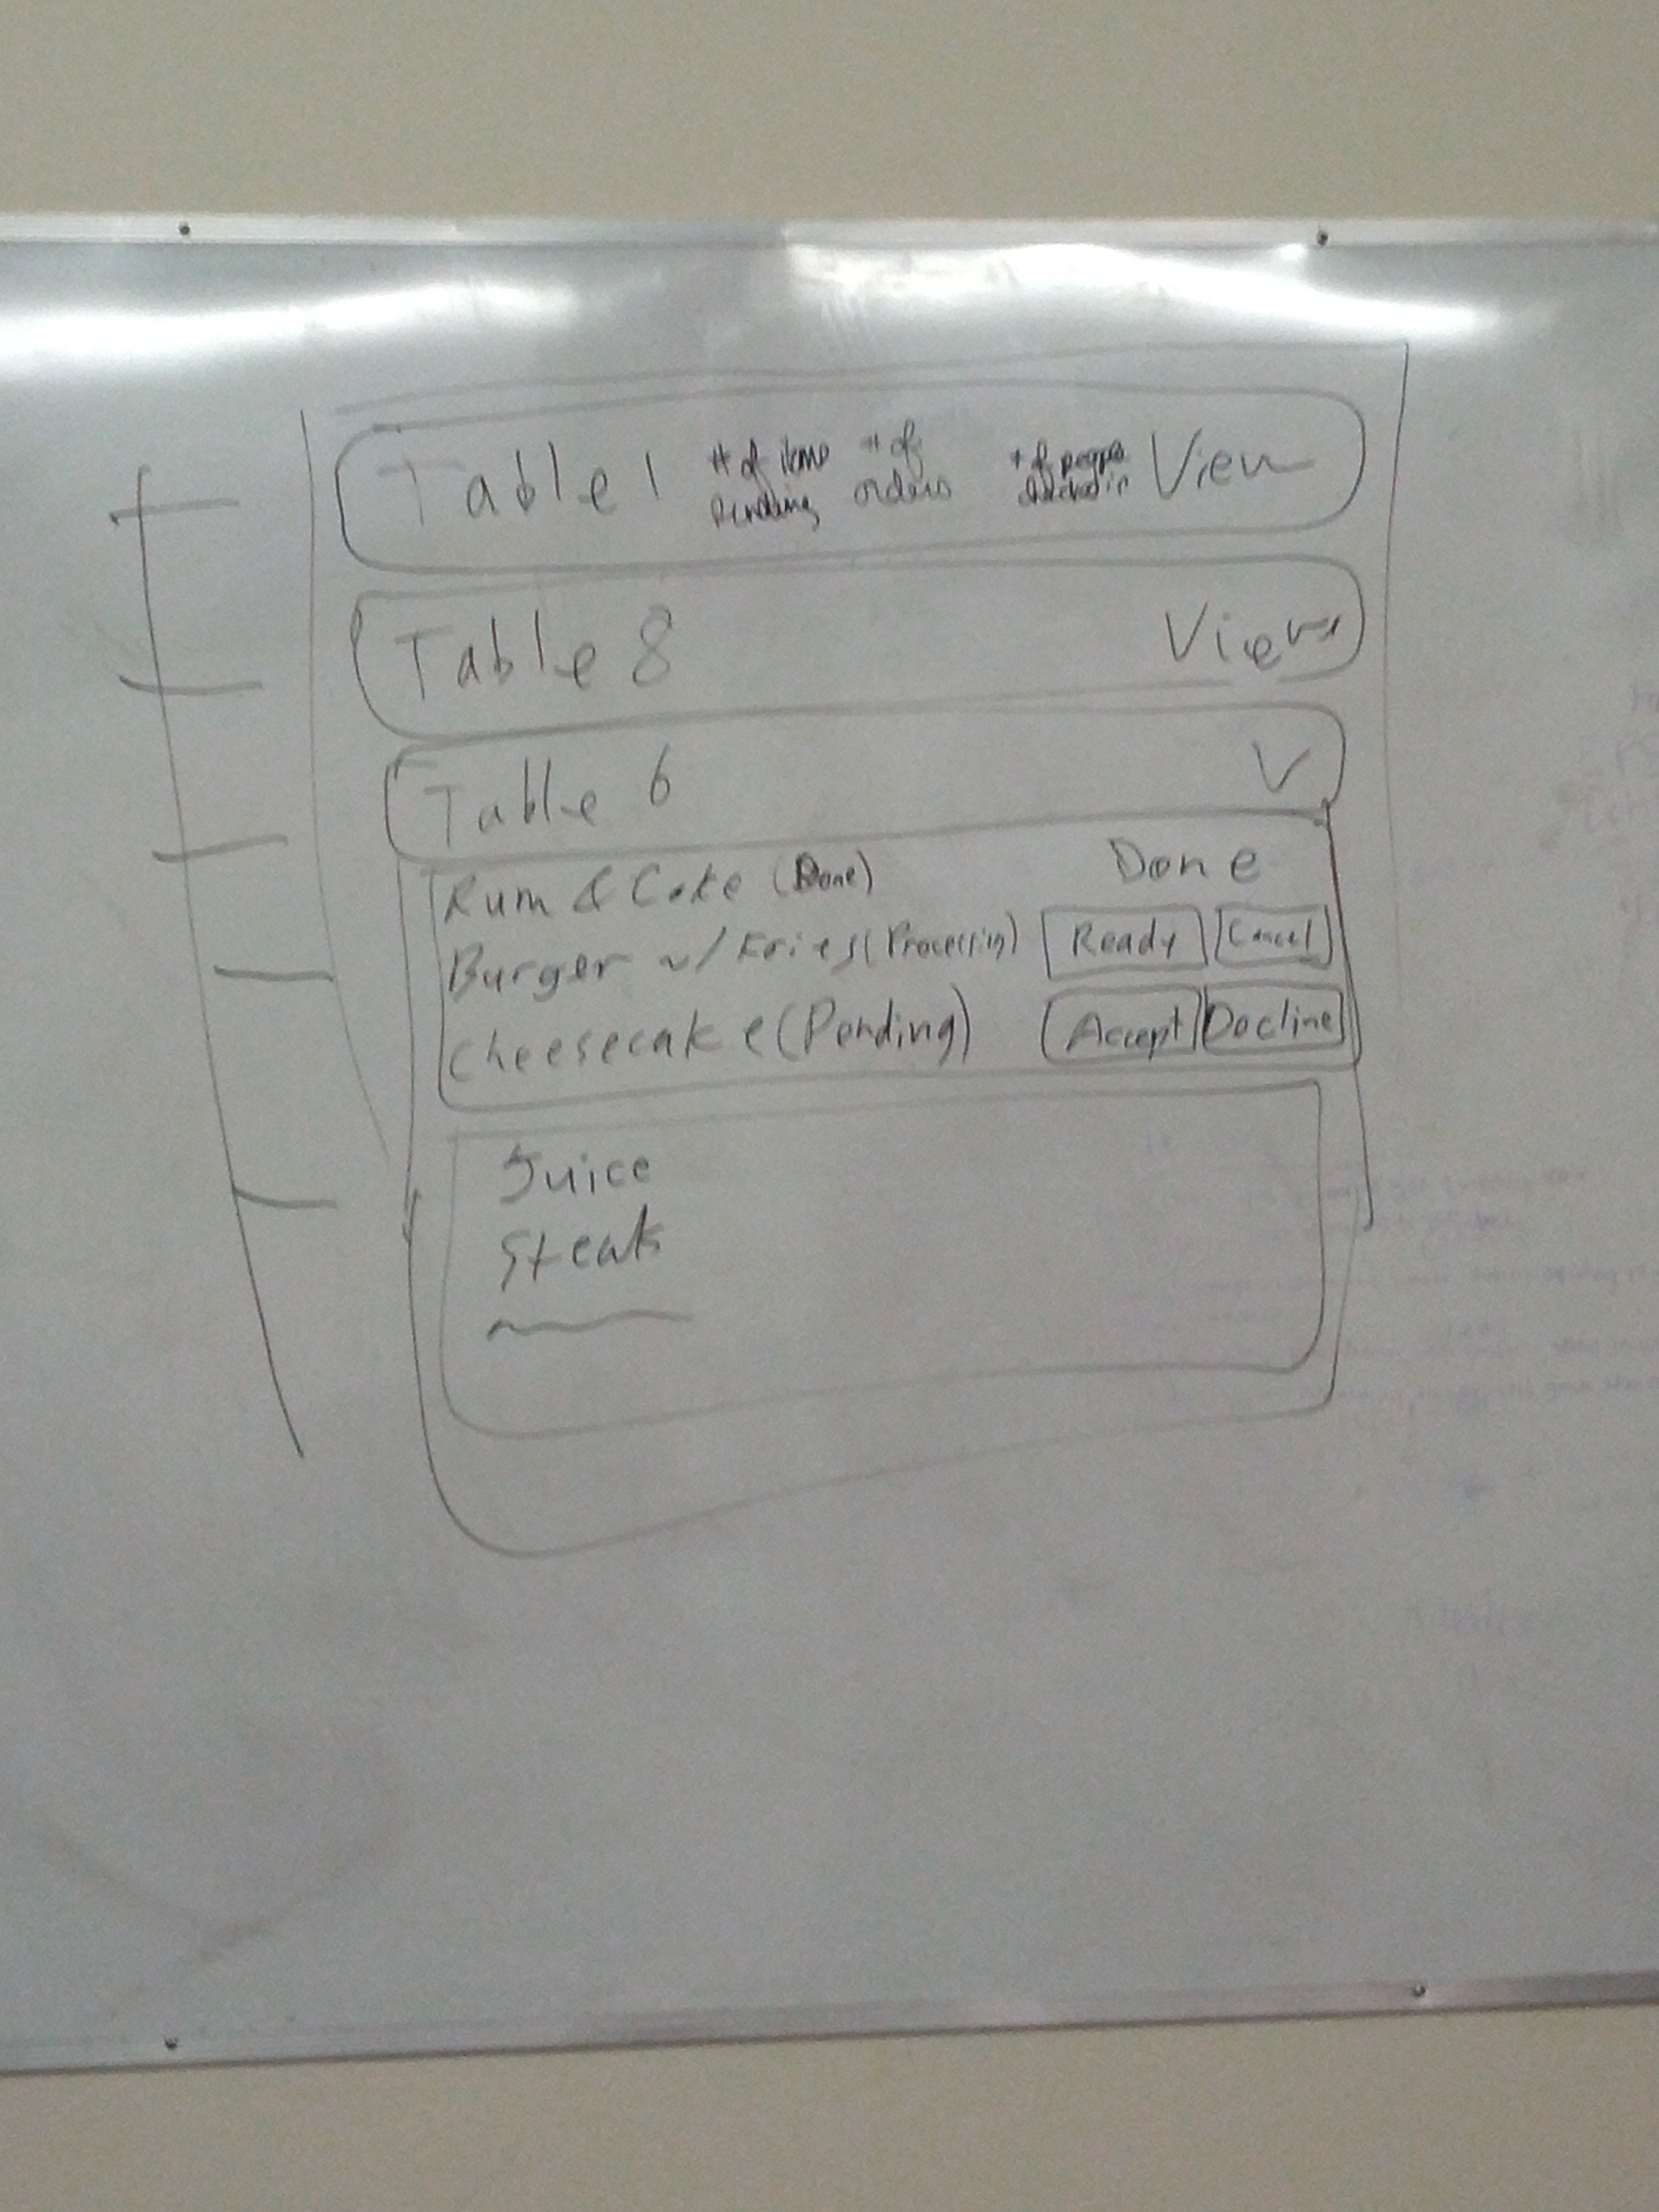 Table 1 # of items pending # of orders # of people checked in View
Table 8 View
Table 6 V
Rum & Coke (Done) Done
Burger w/ Fries (Processing) Ready Cancel
Cheesecake (Pending) Accept Decline
Juice
Steak